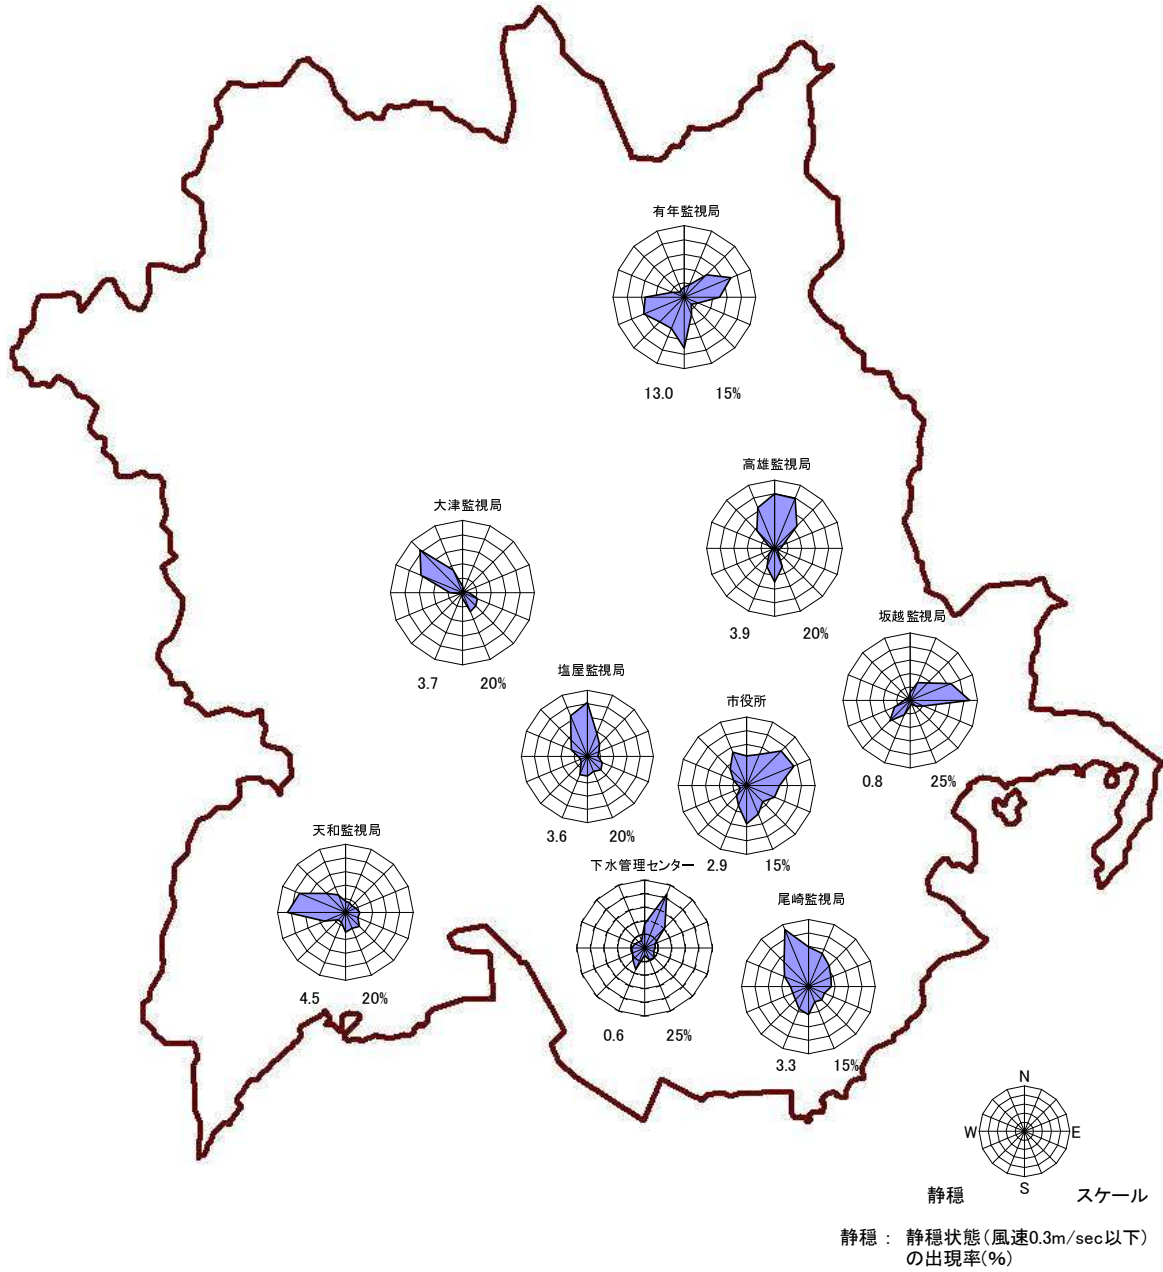 有年監視局
13.0 15%
高雄監視局
3.9 20%
大津監視局
3.7 20%
坂越監視局
0.8 25%
塩屋監視局
3.6 20%
市役所
2.9 15%
天和監視局
4.5 20%
下水管理センター
0.6 25%
尾崎監視局
3.3 15%
N
W E
S
静穏 スケール
静穏： 静穏状態(風速0.3m/sec以下)
の出現率(%)